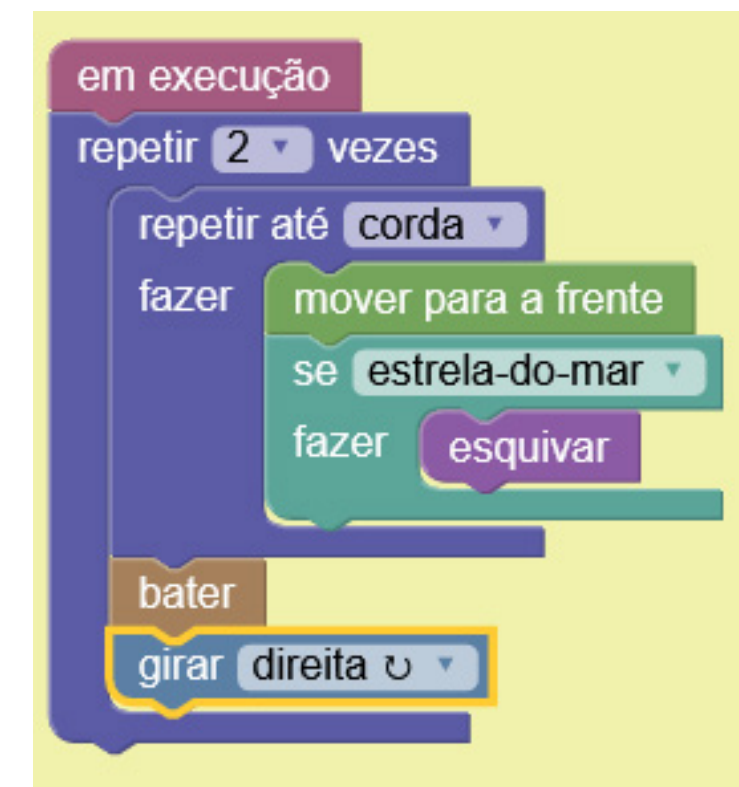 em execução
repetir 2 vezes
repetir até corda
fazer mover para a frente
se estrela-do-mar
fazer esquivar
bater
girar direita ↻